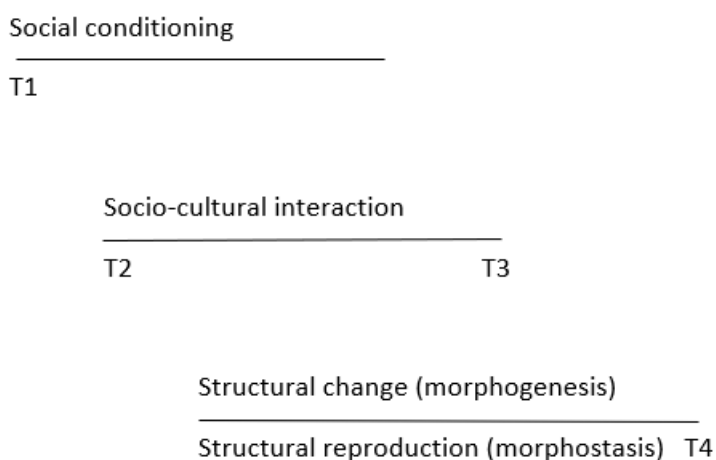 Social conditioning
T1
Socio-cultural interaction
T2 T3
Structural change (morphogenesis)
Structural reproduction (morphostasis) T4